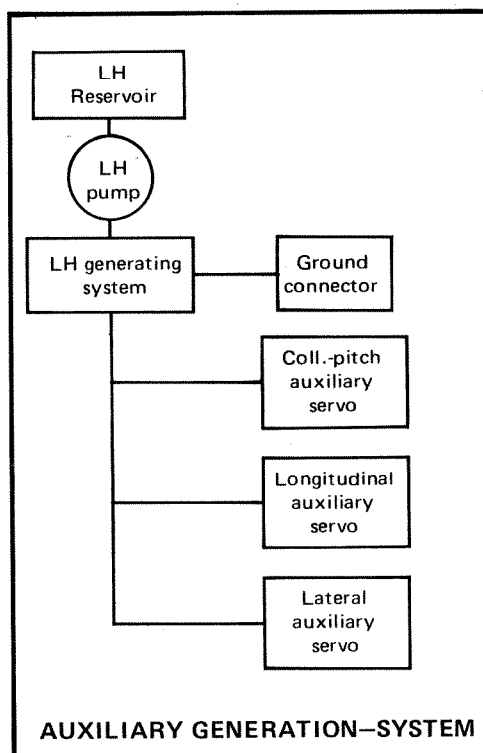 LH
Reservoir
LH
pump
LH generating
system
Ground
connector
Coll.-pitch
auxiliary
servo
Longitudinal
auxiliary
servo
Lateral
auxiliary
servo
AUXILIARY GENERATION–SYSTEM